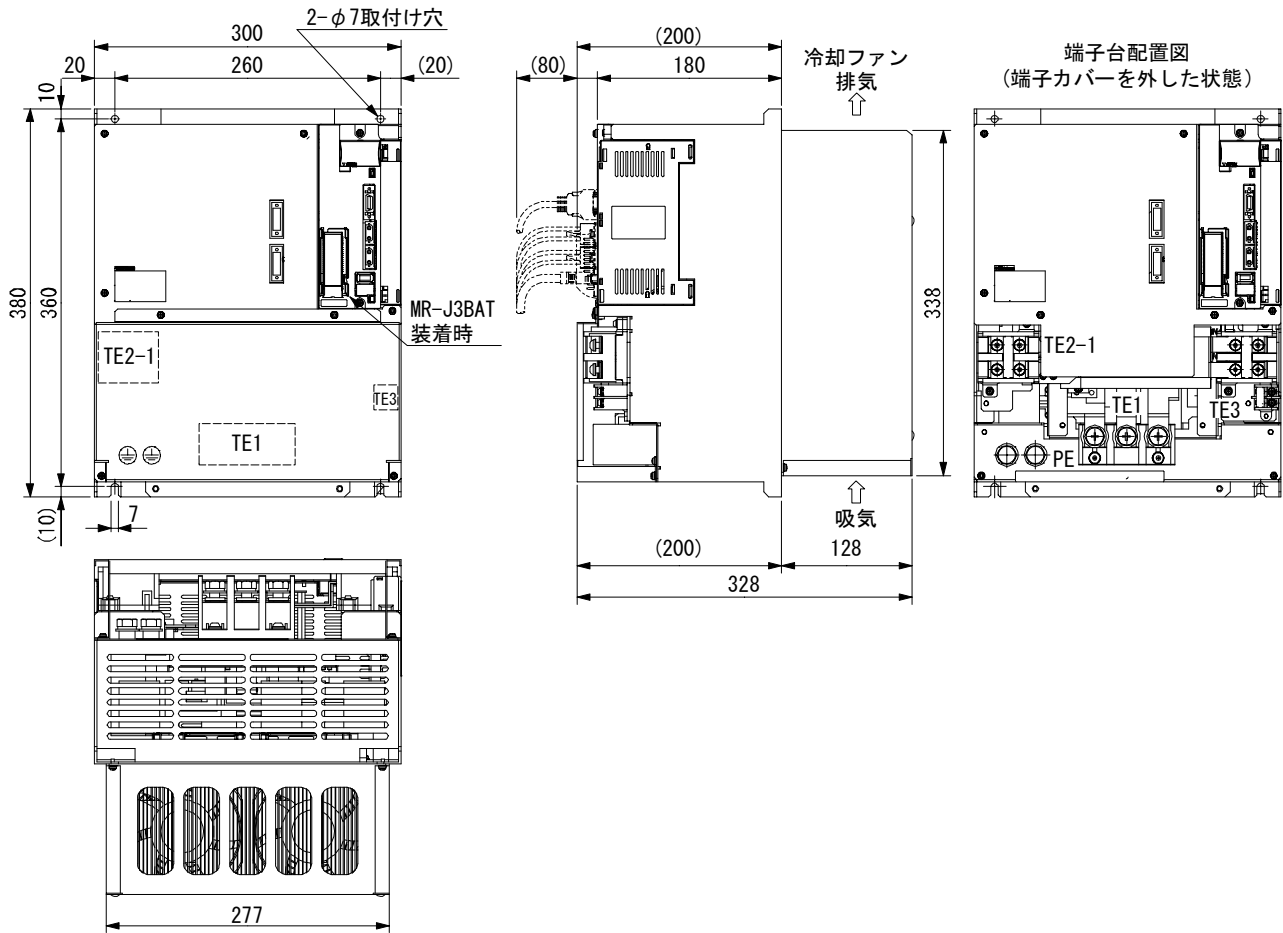 2-φ7取付け穴
300
20
260
(20)
10
380
360
(10)
7
TE2-1
TE3
TE1
MR-J3BAT
装着時
(200)
(80)
180
冷却ファン
排気
338
吸気
(200)
128
328
端子台配置図
(端子カバーを外した状態)
TE2-1
TE1
TE3
PE
277